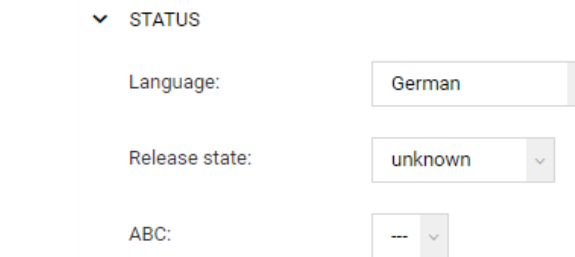 STATUS
Language: German
Release state: unknown
ABC: ---